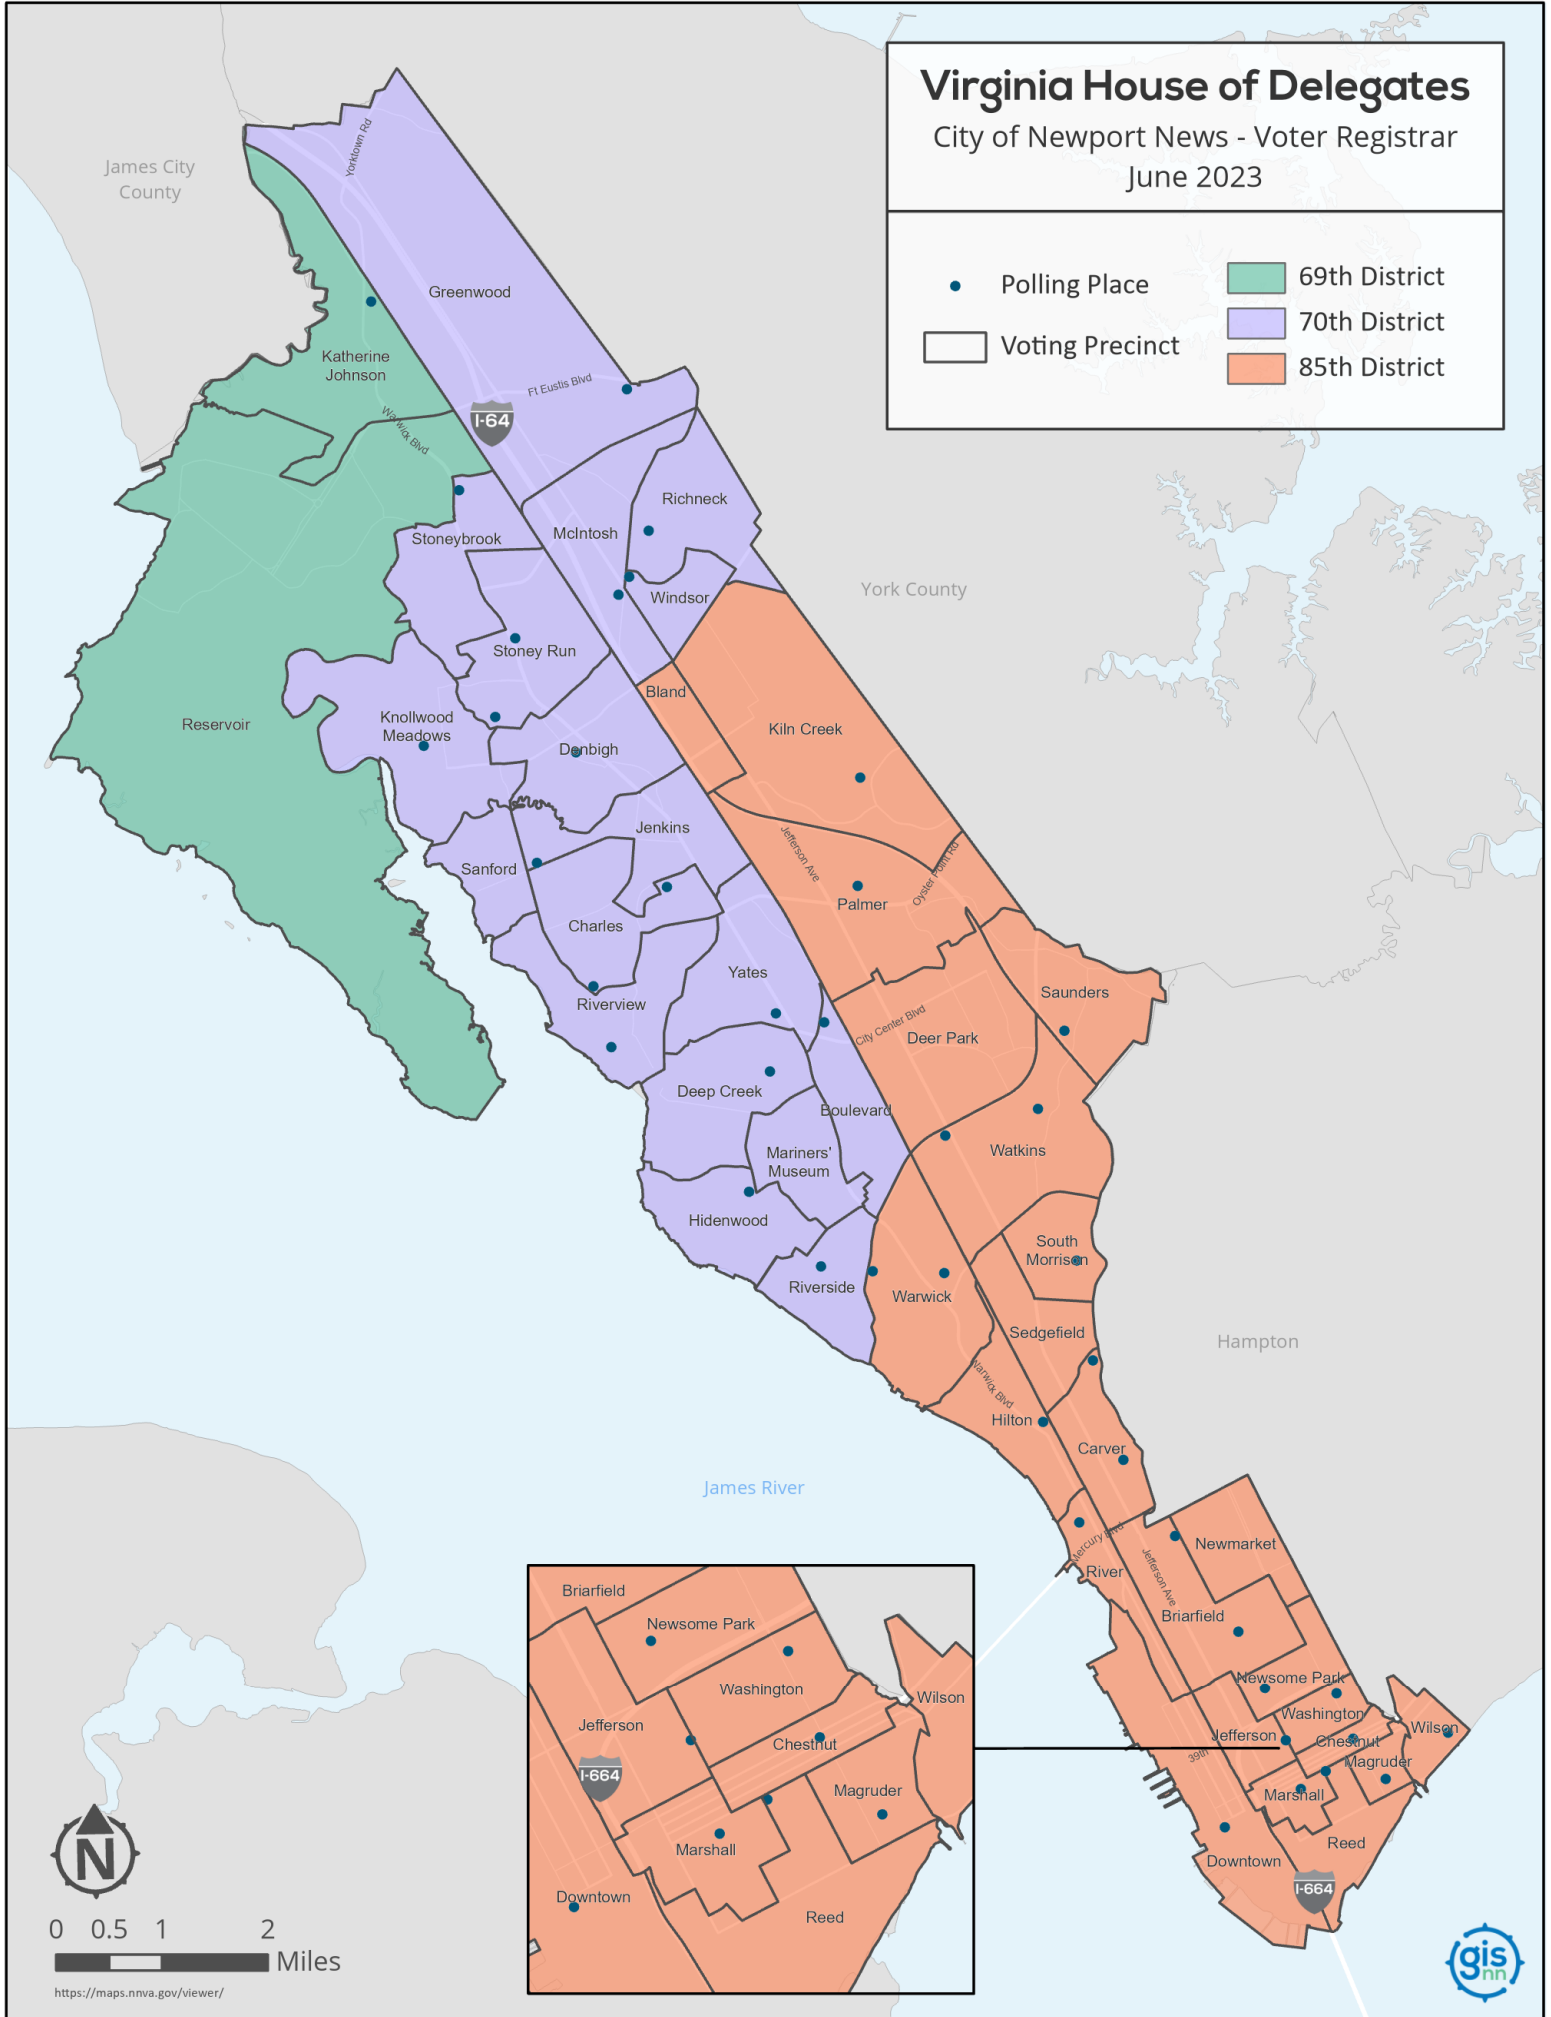 Virginia House of Delegates
City of Newport News - Voter Registrar
June 2023
Polling Place
Voting Precinct
69th District
70th District
85th District
James City
County
Yorktown Rd
Greenwood
Katherine
Johnson
Ft Eustis Blvd
I-64
Warwick Blvd
Richneck
McIntosh
Stoneybrook
Windsor
York County
Stoney Run
Bland
Reservoir
Knollwood
Meadows
Kiln Creek
Denbigh
Jenkins
Jefferson Ave
Oyster Point Rd
Sanford
Palmer
Charles
Yates
Saunders
Riverview
City Center Blvd
Deer Park
Deep Creek
Boulevard
Mariners'
Museum
Watkins
Hidenwood
South
Morrison
Riverside
Warwick
Sedgefield
Hampton
Warwick Blvd
Hilton
Carver
James River
Mercury Blvd
Newmarket
Jefferson Ave
River
Briarfield
Newsome Park
Washington
Jefferson
Chestnut
Wilson
39th
Magruder
Marshall
Reed
Downtown
I-664
Briarfield
Newsome Park
Washington
Wilson
Jefferson
Chestnut
I-664
Magruder
Marshall
Downtown
Reed
N
0 0.5 1 2
Miles
https://maps.nnva.gov/viewer/
gis
nn